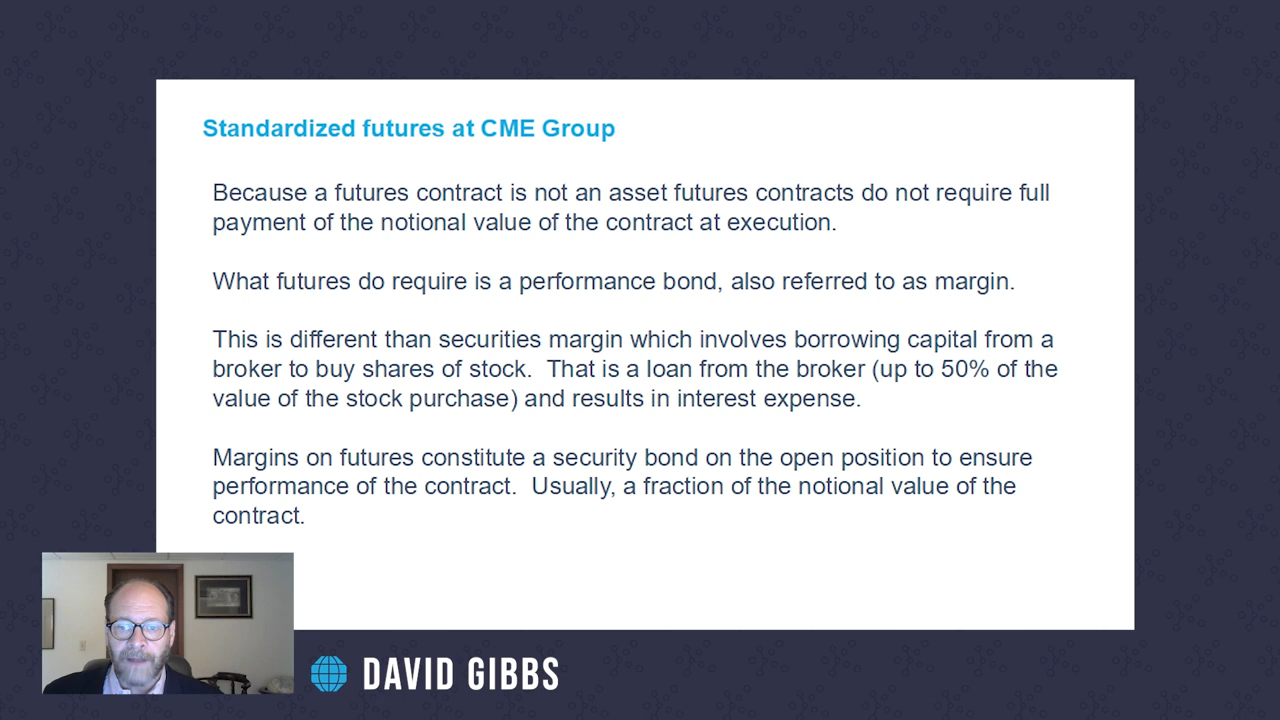 Standardized futures at CME Group
Because a futures contract is not an asset futures contracts do not require full
payment of the notional value of the contract at execution.
What futures do require is a performance bond, also referred to as margin.
This is different than securities margin which involves borrowing capital from a
broker to buy shares of stock.  That is a loan from the broker (up to 50% of the
value of the stock purchase) and results in interest expense.
Margins on futures constitute a security bond on the open position to ensure
performance of the contract.  Usually, a fraction of the notional value of the
contract.
DAVID GIBBS